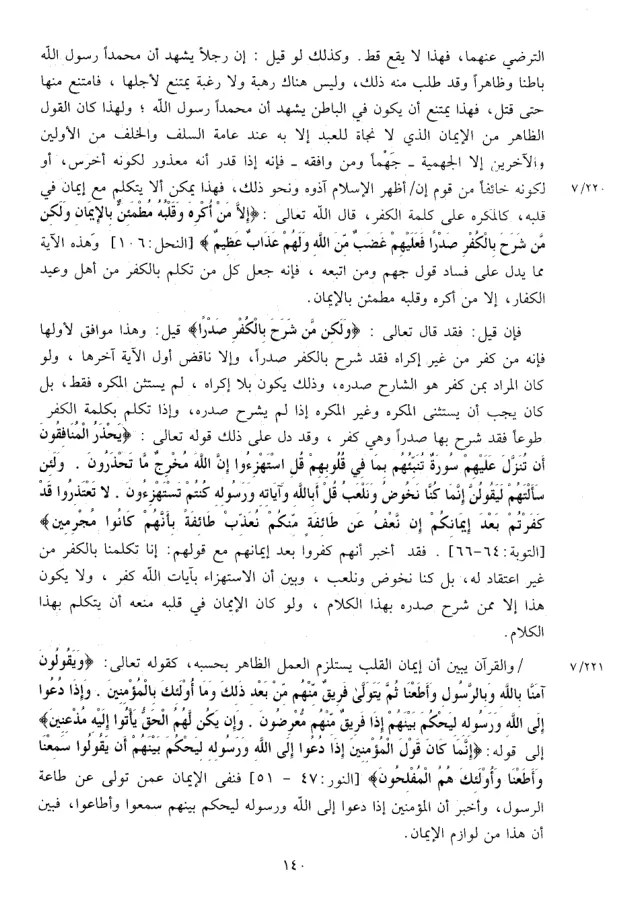 الترضي عنهما، فهذا لا يقع قط. وكذلك لو قيل : إن رجلاً يشهد أن محمداً رسول الله
باطنا وظاهراً وقد طلب منه ذلك، وليس هناك رهبة ولا رغبة يمتنع لأجلها ، فامتنع منها
حتى قتل، فهذا يمتنع أن يكون في الباطن يشهد أن محمداً رسول الله ؛ ولهذا كان القول
الظاهر من الإيمان الذي لا نجاة للعبد إلا به عند عامة السلف والخلف من الأولين
والآخرين إلا الجهمية ـ جَهْماً ومن وافقه ـ فإنه إذا قدر أنه معذور لكونه أخرس، أو
٧/٢٢٠ لكونه خائفاً من قوم إن/ أظهر الإسلام آذوه ونحو ذلك، فهذا يمكن ألا يتكلم مع إيمان في
قلبه، كالمكره على كلمة الكفر، قال الله تعالى :﴿إِلاَّ مَنْ أُكْرِهَ وَقَلْبُهُ مُطْمَئِنٌّ بِالإِيمَانِ وَلَكِن
مَّن شَرَحَ بِالْكُفْرِ صَدْرًا فَعَلَيْهِمْ غَضَبٌ مِّنَ اللَّهِ وَلَهُمْ عَذَابٌ عَظِيمٌ ﴾ [النحل:١٠٦] وهذه الآية
مما يدل على فساد قول جهم ومن اتبعه ، فإنه جعل كل من تكلم بالكفر من أهل وعيد
الكفار، إلا من أكره وقلبه مطمئن بالإيمان.
فإن قيل: فقد قال تعالى : ﴿وَلَكِن مَّن شَرَحَ بِالْكُفْرِ صَدْرًا﴾ قيل: وهذا موافق لأولها
فإنه من كفر من غير إكراه فقد شرح بالكفر صدراً، وإلا ناقض أول الآية آخرها ، ولو
كان المراد بمن كفر هو الشارح صدره، وذلك يكون بلا إكراه ، لم يستثن المكره فقط، بل
كان يجب أن يستثنى المكره وغير المكره إذا لم يشرح صدره، وإذا تكلم بكلمة الكفر
طوعاً فقد شرح بها صدراً وهي كفر ، وقد دل على ذلك قوله تعالى : ﴿يَحْذَرُ الْمُنَافِقُونَ
أَن تُنَزَّلَ عَلَيْهِمْ سُورَةٌ تُنَبِّئُهُم بِمَا فِي قُلُوبِهِمْ قُلِ اسْتَهْزِءُوا إِنَّ اللَّهَ مُخْرِجٌ مَّا تَحْذَرُونَ . وَلَئِن
سَأَلْتَهُمْ لَيَقُولُنَّ إِنَّمَا كُنَّا نَخُوضُ وَنَلْعَبُ قُلْ أَبِاللَّهِ وَآيَاتِهِ وَرَسُولِهِ كُنتُمْ تَسْتَهْزِءُونَ . لا تَعْتَذِرُوا قَدْ
كَفَرْتُم بَعْدَ إِيمَانِكُمْ إِن نَّعْفُ عَن طَائِفَةٍ مِّنكُمْ نُعَذِّبْ طَائِفَةً بِأَنَّهُمْ كَانُوا مُجْرِمِينَ﴾
[التوبة:٦٤-٦٦] . فقد أخبر أنهم كفروا بعد إيمانهم مع قولهم: إنا تكلمنا بالكفر من
غير اعتقاد له، بل كنا نخوض ونلعب ، وبين أن الاستهزاء بآيات الله كفر ، ولا يكون
هذا إلا ممن شرح صدره بهذا الكلام ، ولو كان الإيمان في قلبه منعه أن يتكلم بهذا
الكلام.
٧/٢٢١ / والقرآن يبين أن إيمان القلب يستلزم العمل الظاهر بحسبه، كقوله تعالى: ﴿وَيَقُولُونَ
آمَنَّا بِاللَّهِ وَبِالرَّسُولِ وَأَطَعْنَا ثُمَّ يَتَوَلَّىٰ فَرِيقٌ مِّنْهُم مِّنْ بَعْدِ ذَلِكَ وَمَا أُوْلَئِكَ بِالْمُؤْمِنِينَ . وَإِذَا دُعُوا
إِلَى اللَّهِ وَرَسُولِهِ لِيَحْكُمَ بَيْنَهُمْ إِذَا فَرِيقٌ مِّنْهُم مُّعْرِضُونَ . وَإِن يَكُن لَّهُمُ الْحَقُّ يَأْتُوا إِلَيْهِ مُذْعِنِينَ﴾
إلى قوله: ﴿إِنَّمَا كَانَ قَوْلَ الْمُؤْمِنِينَ إِذَا دُعُوا إِلَى اللَّهِ وَرَسُولِهِ لِيَحْكُمَ بَيْنَهُمْ أَن يَقُولُوا سَمِعْنَا
وَأَطَعْنَا وَأُوْلَئِكَ هُمُ الْمُفْلِحُونَ﴾ [النور:٤٧ - ٥١] فنفى الإيمان عمن تولى عن طاعة
الرسول، وأخبر أن المؤمنين إذا دعوا إلى الله ورسوله ليحكم بينهم سمعوا وأطاعوا، فبين
أن هذا من لوازم الإيمان.
١٤٠